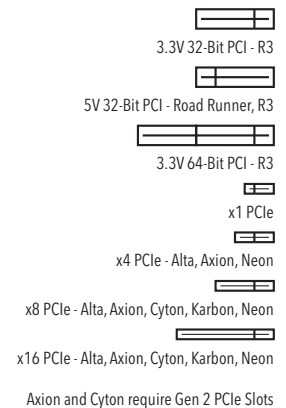 3.3V 32-Bit PCI - R3
5V 32-Bit PCI - Road Runner, R3
3.3V 64-Bit PCI - R3
x1 PCIe
x4 PCIe - Alta, Axion, Neon
x8 PCIe - Alta, Axion, Cyton, Karbon, Neon
x16 PCIe - Alta, Axion, Cyton, Karbon, Neon
Axion and Cyton require Gen 2 PCIe Slots